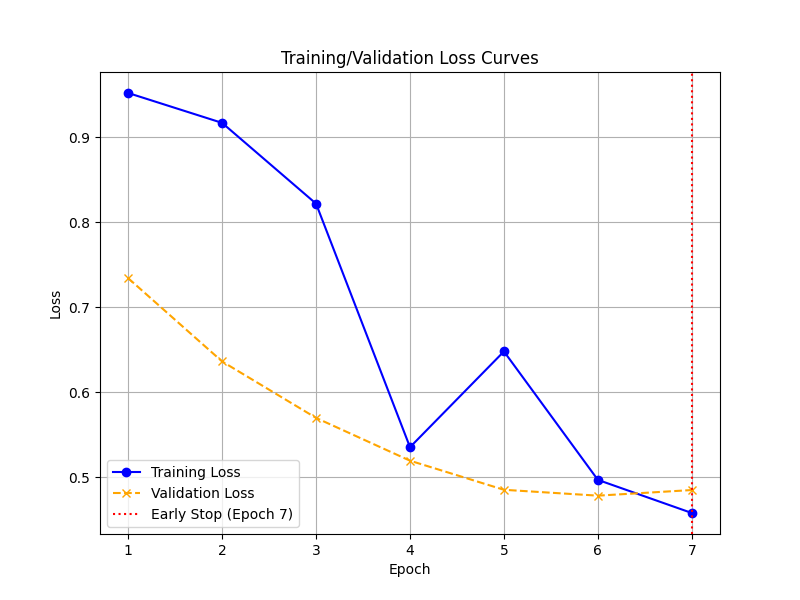 Training/Validation Loss Curves
Loss
0.9
0.8
0.7
0.6
0.5
Training Loss
Validation Loss
Early Stop (Epoch 7)
1 2 3 4 5 6 7
Epoch